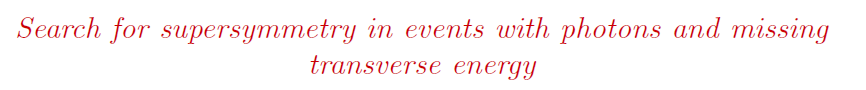 Search for supersymmetry in events with photons and missing
transverse energy